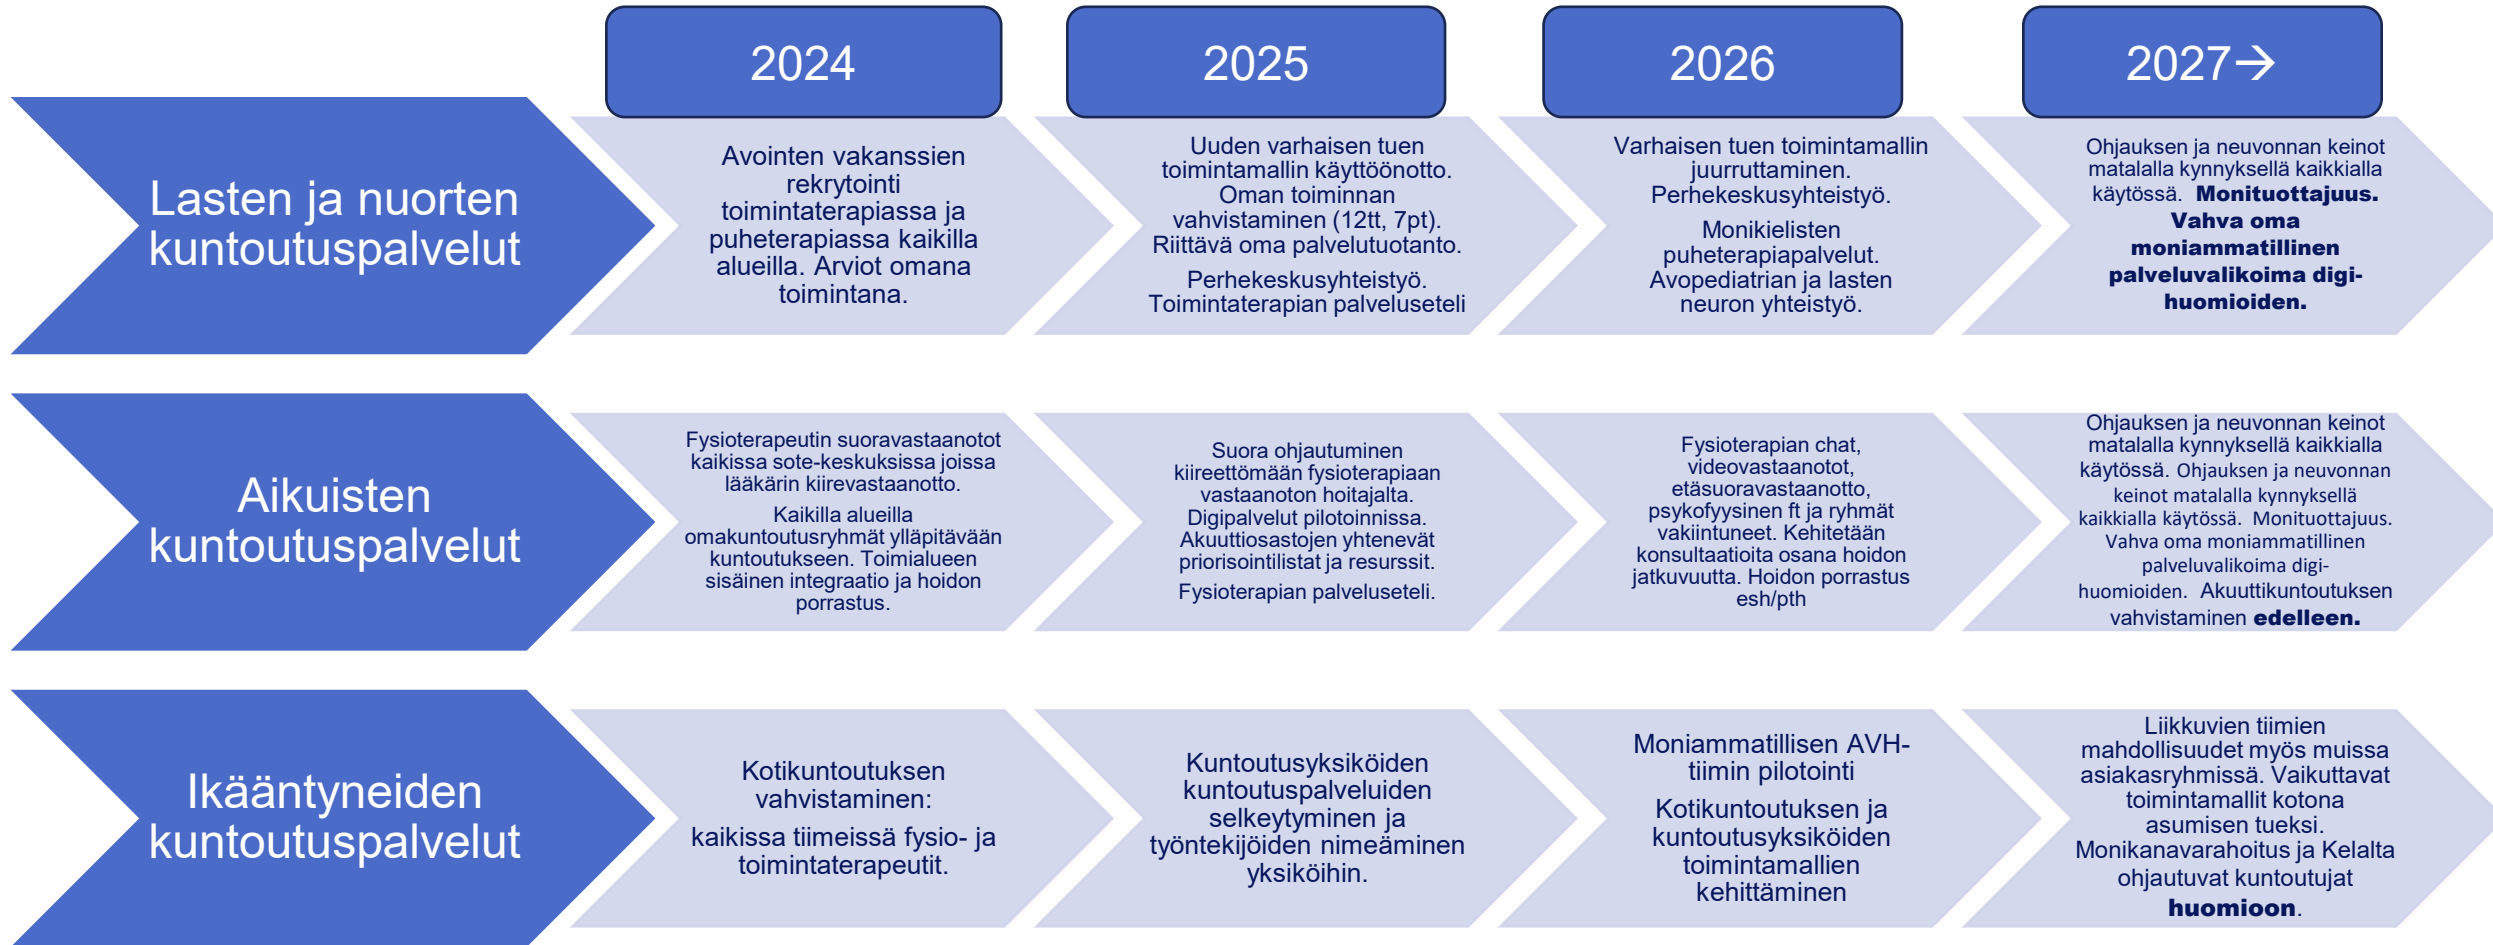 2024
2025
2026
2027→
Lasten ja nuorten
kuntoutuspalvelut
Avointen vakanssien
rekrytointi
toimintaterapiassa ja
puheterapiassa kaikilla
alueilla. Arviot omana
toimintana.
Uuden varhaisen tuen
toimintamallin käyttöönotto.
Oman toiminnan
vahvistaminen (12tt, 7pt).
Riittävä oma palvelutuotanto.
Perhekeskusyhteistyö.
Toimintaterapian palveluseteli
Varhaisen tuen toimintamallin
juurruttaminen.
Perhekeskusyhteistyö.
Monikielisten
puheterapiapalvelut.
Avopediatrian ja lasten
neuron yhteistyö.
Ohjauksen ja neuvonnan keinot
matalalla kynnyksellä kaikkialla
käytössä. Monituottajuus.
Vahva oma
moniammatillinen
palveluvalikoima digi-
huomioiden.
Aikuisten
kuntoutuspalvelut
Fysioterapeutin suoravastaanotot
kaikissa sote-keskuksissa joissa
lääkärin kiirevastaanotto.
Kaikilla alueilla
omakuntoutusryhmät ylläpitävään
kuntoutukseen. Toimialueen
sisäinen integraatio ja hoidon
porrastus.
Suora ohjautuminen
kiireettömään fysioterapiaan
vastaanoton hoitajalta.
Digipalvelut pilotoinnissa.
Akuuttiosastojen yhtenevät
priorisointilistat ja resurssit.
Fysioterapian palveluseteli.
Fysioterapian chat,
videovastaanotot,
etäsuoravastaanotto,
psykofyysinen ft ja ryhmät
vakiintuneet. Kehitetään
konsultaatioita osana hoidon
jatkuvuutta. Hoidon porrastus
esh/pth
Ohjauksen ja neuvonnan keinot
matalalla kynnyksellä kaikkialla
käytössä. Ohjauksen ja neuvonnan
keinot matalalla kynnyksellä
kaikkialla käytössä. Monituottajuus.
Vahva oma moniammatillinen
palveluvalikoima digi-
huomioiden. Akuuttikuntoutuksen
vahvistaminen edelleen.
Ikääntyneiden
kuntoutuspalvelut
Kotikuntoutuksen
vahvistaminen:
kaikissa tiimeissä fysio- ja
toimintaterapeutit.
Kuntoutusyksiköiden
kuntoutuspalveluiden
selkeytyminen ja
työntekijöiden nimeäminen
yksiköihin.
Moniammatillisen AVH-
tiimin pilotointi
Kotikuntoutuksen ja
kuntoutusyksiköiden
toimintamallien
kehittäminen
Liikkuvien tiimien
mahdollisuudet myös muissa
asiakasryhmissä. Vaikuttavat
toimintamallit kotona
asumisen tueksi.
Monikanavarahoitus ja Kelalta
ohjautuvat kuntoutujat
huomioon.